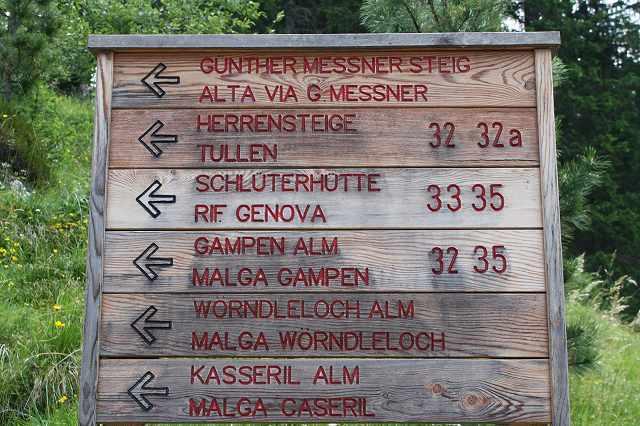 GÜNTHER MESSNER STEIG
ALTA VIA G. MESSNER
HERRENSTEIGE 32 32a
TULLEN
SCHLÜTERHÜTTE 33 35
RIF. GENOVA
GAMPEN ALM 32 35
MALGA GAMPEN
WÖRNDLELOCH ALM
MALGA WÖRNDLELOCH
KASSERIL ALM
MALGA CASERIL